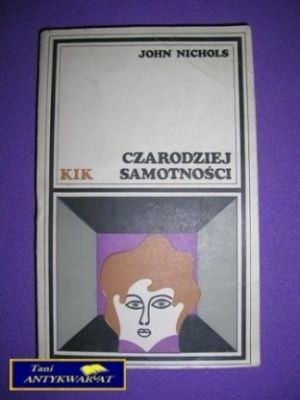 JOHN NICHOLS
CZARODZIEJ
KIK SAMOTNOŚCI
Tani
ANTYKWARIAT